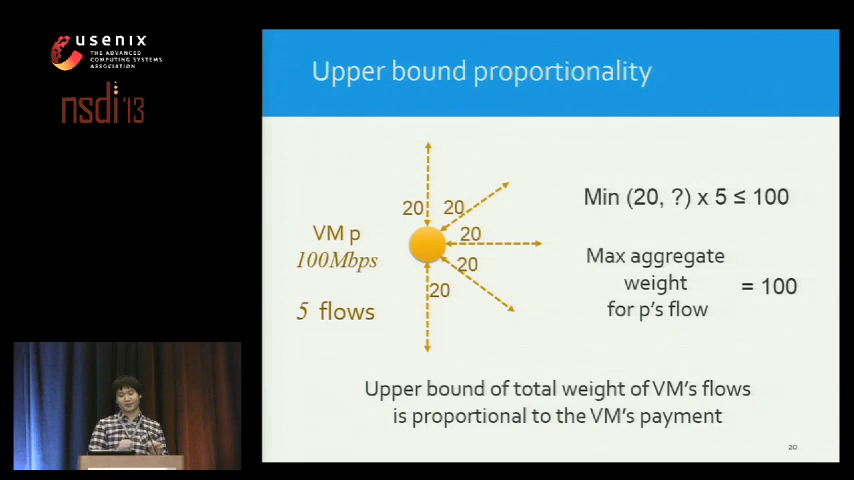 usenix
THE ADVANCED
COMPUTING SYSTEMS
ASSOCIATION
nsdi '13
Upper bound proportionality
20
20
20
20
20
VM p
100Mbps
5 flows
Min (20, ?) x 5 ≤ 100
Max aggregate
weight
for p's flow
= 100
Upper bound of total weight of VM's flows
is proportional to the VM's payment
20